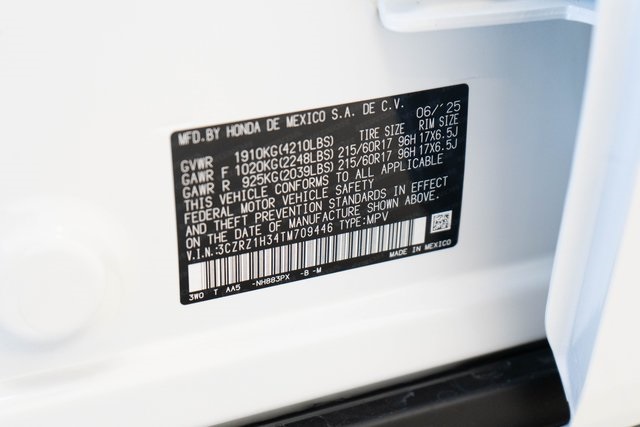 MFD.BY HONDA DE MEXICO S.A. DE C.V. 06/'25
GVWR 1910KG(4210LBS) TIRE SIZE RIM SIZE
GAWR F 1020KG(2248LBS) 215/60R17 96H 17X6.5J
GAWR R 925KG(2039LBS) 215/60R17 96H 17X6.5J
THIS VEHICLE CONFORMS TO ALL APPLICABLE
FEDERAL MOTOR VEHICLE SAFETY
AND THEFT PREVENTION STANDARDS IN EFFECT
ON THE DATE OF MANUFACTURE SHOWN ABOVE.
V.I.N.:3CZRZ1H34TM709446 TYPE:MPV
MADE IN MEXICO
3W0 T AA5 -NH883PX -B -M